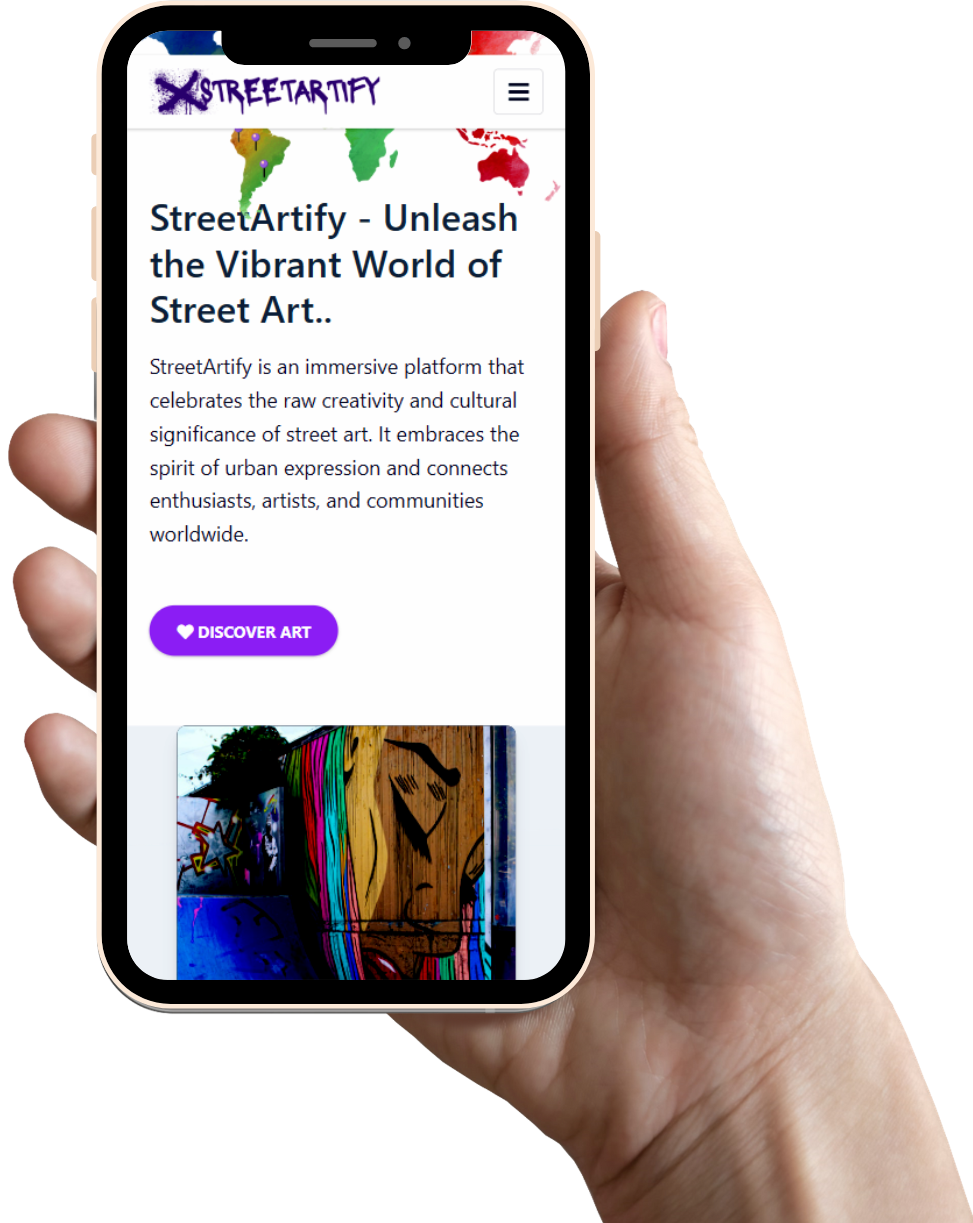 XSTREETARTIFY
StreetArtify - Unleash
the Vibrant World of
Street Art..
StreetArtify is an immersive platform that
celebrates the raw creativity and cultural
significance of street art. It embraces the
spirit of urban expression and connects
enthusiasts, artists, and communities
worldwide.
DISCOVER ART